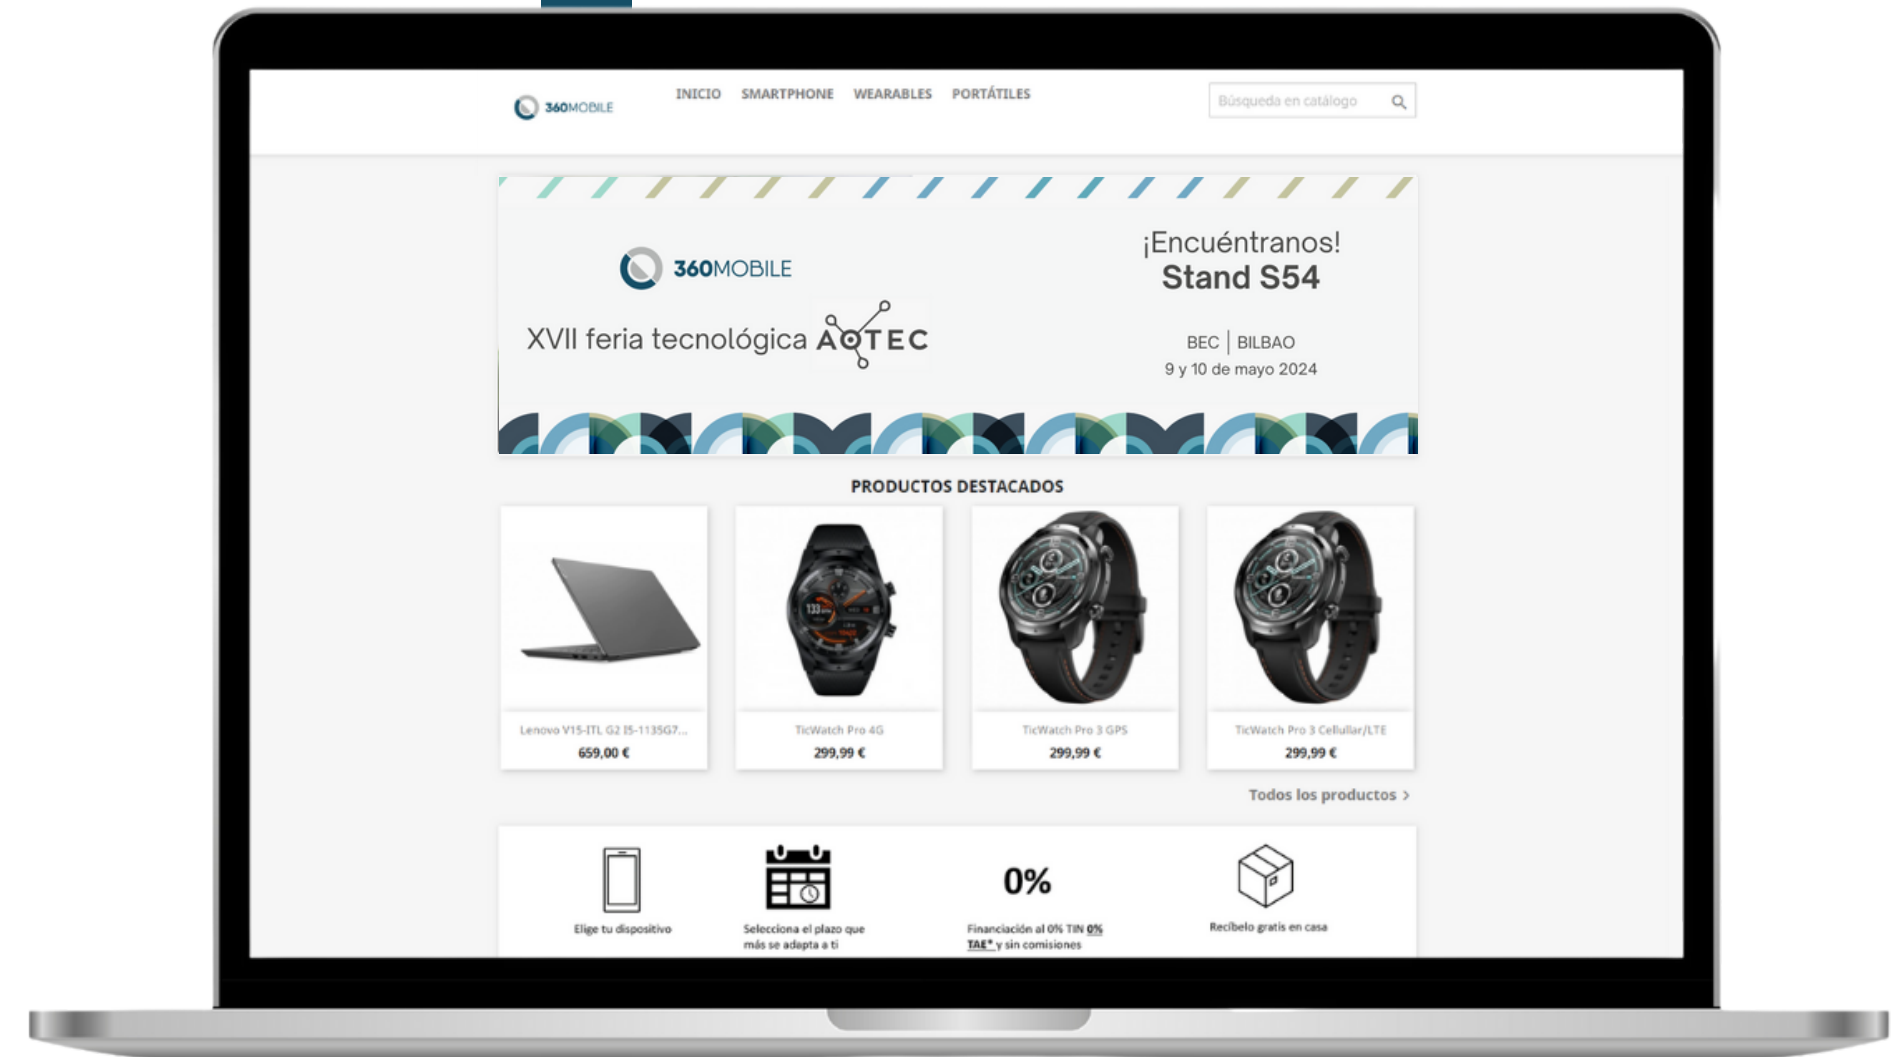 360MOBILE
INICIO SMARTPHONE WEARABLES PORTÁTILES
Búsqueda en catálogo
360MOBILE
XVII feria tecnológica AOTEC
¡Encuéntranos!
Stand S54
BEC | BILBAO
9 y 10 de mayo 2024
PRODUCTOS DESTACADOS
Lenovo V15-ITL G2 I5-1135G7...
659,00 €
TicWatch Pro 4G
299,99 €
TicWatch Pro 3 GPS
299,99 €
TicWatch Pro 3 Cellullar/LTE
299,99 €
Todos los productos >
Elige tu dispositivo
Selecciona el plazo que
más se adapta a ti
0%
Financiación al 0% TIN 0%
TAE* y sin comisiones
Recíbelo gratis en casa